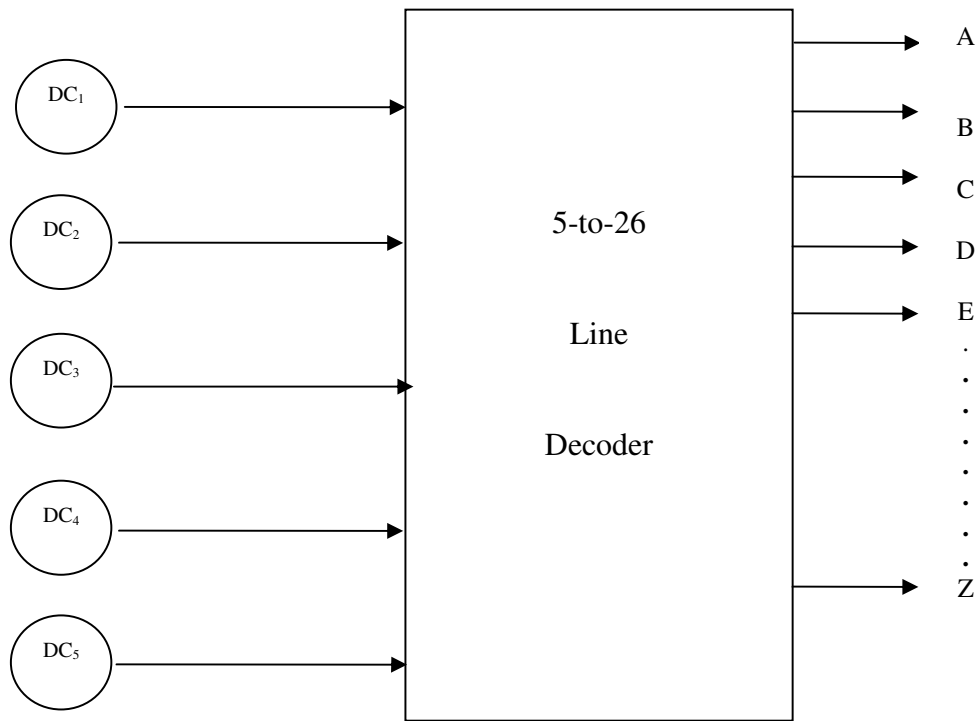 DC₁
DC₂
DC₃
DC₄
DC₅
5-to-26
Line
Decoder
A
B
C
D
E
.
.
.
.
.
.
.
.
Z